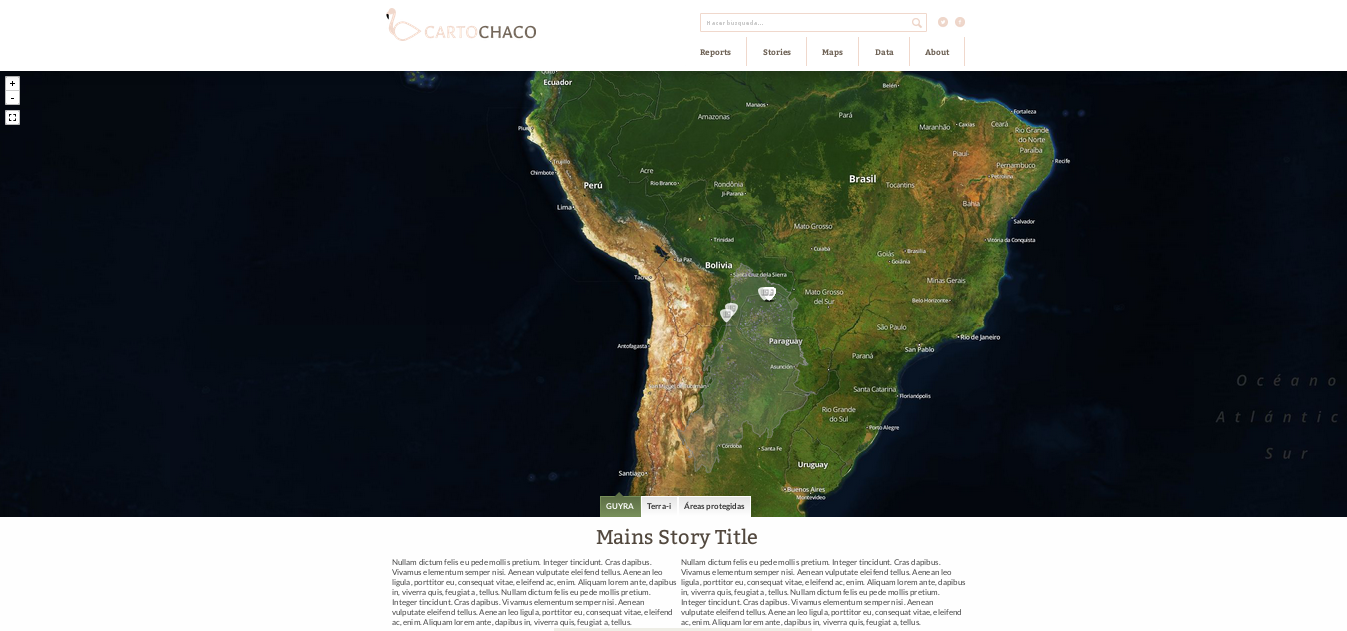 CARTOCHACO
Hacer busqueda...
Reports
Stories
Maps
Data
About
+
-
Ecuador
Belén
Manaos
Amazonas
Pará
Fortaleza
Maranhão
Caxias
Ceará
Rio Grande
do Norte
Paraíba
Piauí
Piura
Trujillo
Chimbote
Acre
Rio Branco
Rondônia
Ji-Paraná
Perú
Brasil
Tocantins
Pernambuco
Petrolina
Recife
Bahia
Lima
Salvador
Mato Grosso
Trinidad
Cuiabá
Vitória da Conquista
Goiás
Brasilia
Goiânia
La Paz
Bolivia
Santa Cruz de la Sierra
Minas Gerais
Mato Grosso
del Sur
Belo Horizonte
São Paulo
Río de Janeiro
San Pablo
Antofagasta
Paraguay
Paraná
Asunción
San Miguel de Tucumán
Santa Catarina
Florianópolis
Océano
Atlántic
Sur
Rio Grande
do Sul
Porto Alegre
Córdoba
Santa Fe
Santiago
Uruguay
Buenos Aires
Montevideo
GUYRA
Terra-i
Áreas protegidas
Mains Story Title
Nullam dictum felis eu pede mollis pretium. Integer tincidunt. Cras dapibus.
Vivamus elementum semper nisi. Aenean vulputate eleifend tellus. Aenean leo
ligula, porttitor eu, consequat vitae, eleifend ac, enim. Aliquam lorem ante, dapibus
in, viverra quis, feugiat a, tellus. Nullam dictum felis eu pede mollis pretium.
Integer tincidunt. Cras dapibus. Vivamus elementum semper nisi. Aenean
vulputate eleifend tellus. Aenean leo ligula, porttitor eu, consequat vitae, eleifend
ac, enim. Aliquam lorem ante, dapibus in, viverra quis, feugiat a, tellus.
Nullam dictum felis eu pede mollis pretium. Integer tincidunt. Cras dapibus.
Vivamus elementum semper nisi. Aenean vulputate eleifend tellus. Aenean leo
ligula, porttitor eu, consequat vitae, eleifend ac, enim. Aliquam lorem ante, dapibus
in, viverra quis, feugiat a, tellus. Nullam dictum felis eu pede mollis pretium.
Integer tincidunt. Cras dapibus. Vivamus elementum semper nisi. Aenean
vulputate eleifend tellus. Aenean leo ligula, porttitor eu, consequat vitae, eleifend
ac, enim. Aliquam lorem ante, dapibus in, viverra quis, feugiat a, tellus.